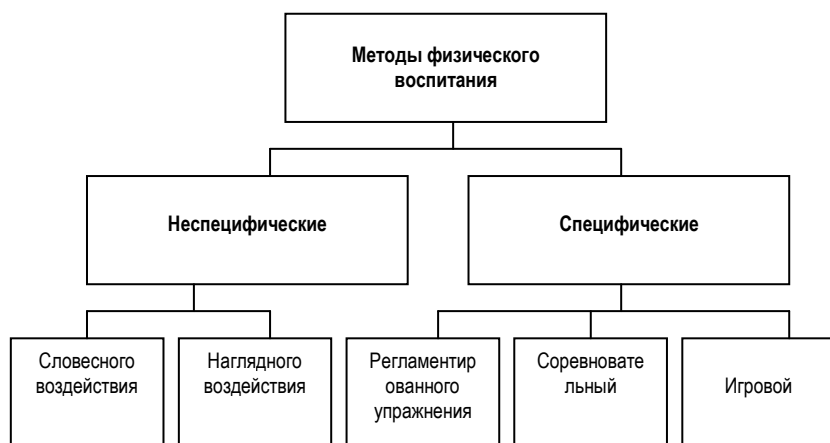 Методы физического
воспитания
Неспецифические
Специфические
Словесного
воздействия
Наглядного
воздействия
Регламентир
ованного
упражнения
Соревновате
льный
Игровой